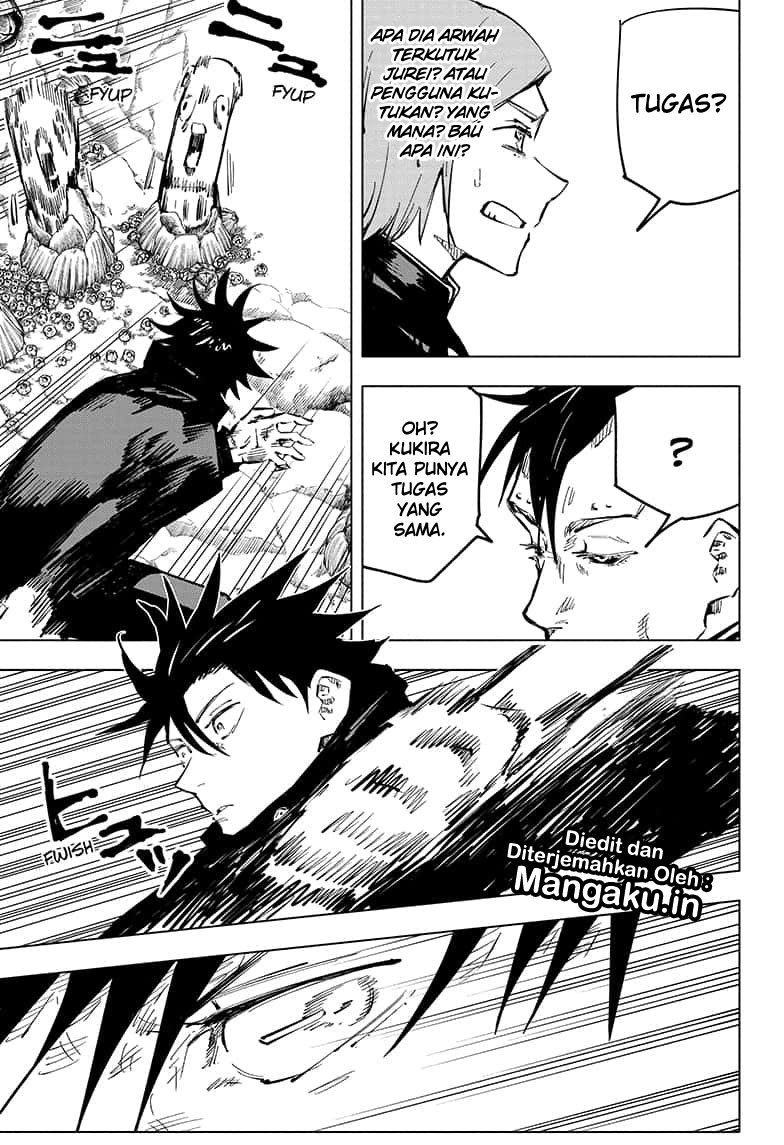 TUGAS?
APA DIA ARWAH
TERKUTUK
JUREI? ATAU
PENGGUNA KU-
TUKAN? YANG
MANA? BAU
APA INI?
ニュ
FYUP
ニュ
FYUP
?
OH?
KUKIRA
KITA PUNYA
TUGAS
YANG
SAMA.
ヒュッ
FWISH
Diedit dan
Diterjemahkan Oleh :
Mangaku.in